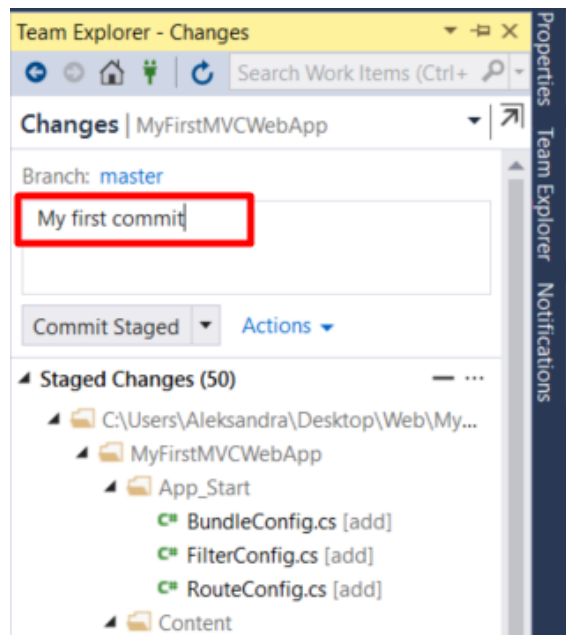 Team Explorer - Changes
Search Work Items (Ctrl+
Changes | MyFirstMVCWebApp
Branch: master
My first commit
Commit Staged
Actions
Staged Changes (50)
C:\Users\Aleksandra\Desktop\Web\My...
MyFirstMVCWebApp
App_Start
C# BundleConfig.cs [add]
C# FilterConfig.cs [add]
C# RouteConfig.cs [add]
Content
Properties
Team Explorer
Notifications